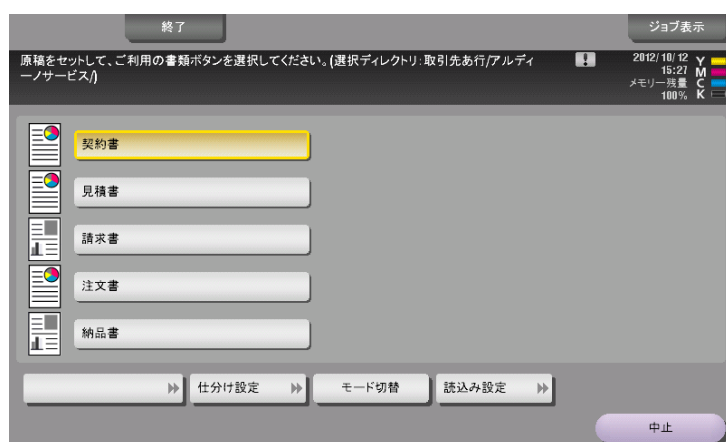 終了
ジョブ表示
原稿をセットして、ご利用の書類ボタンを選択してください。(選択ディレクトリ:取引先あ行/アルディ
ーノサービス/)
2012/10/12
15:27
メモリー残量
100%
Y
M
C
K
契約書
見積書
請求書
注文書
納品書
仕分け設定
モード切替
読込み設定
中止